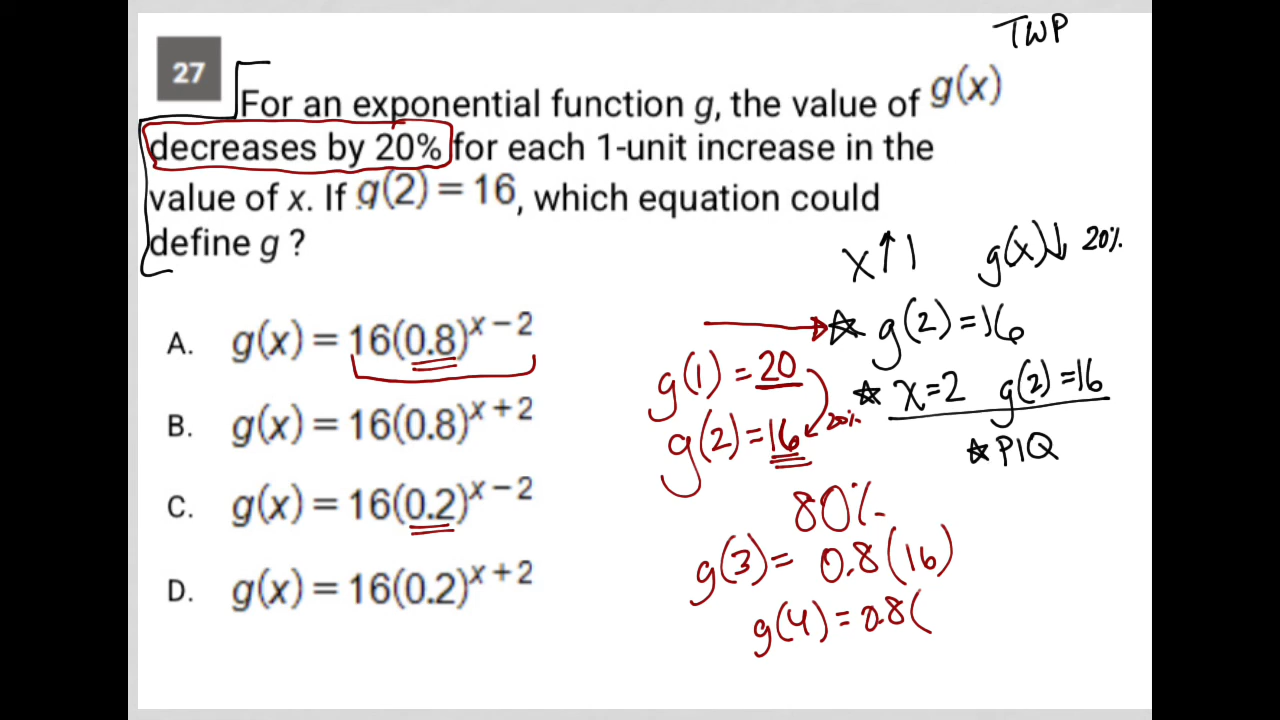 TWP
27
For an exponential function g, the value of g(x)
decreases by 20% for each 1-unit increase in the
value of x. If g(2) = 16, which equation could
define g ?
x↑1 g(x)↓ 20%
A. g(x) = 16(0.8)^{x − 2}
B. g(x) = 16(0.8)^{x + 2}
C. g(x) = 16(0.2)^{x − 2}
D. g(x) = 16(0.2)^{x + 2}
☆ g(2) = 16
☆ x = 2 g(2) = 16
☆ PIQ
g(1) = 20
g(2) = 16 20%
80%
g(3) = 0.8(16)
g(4) = 0.8(